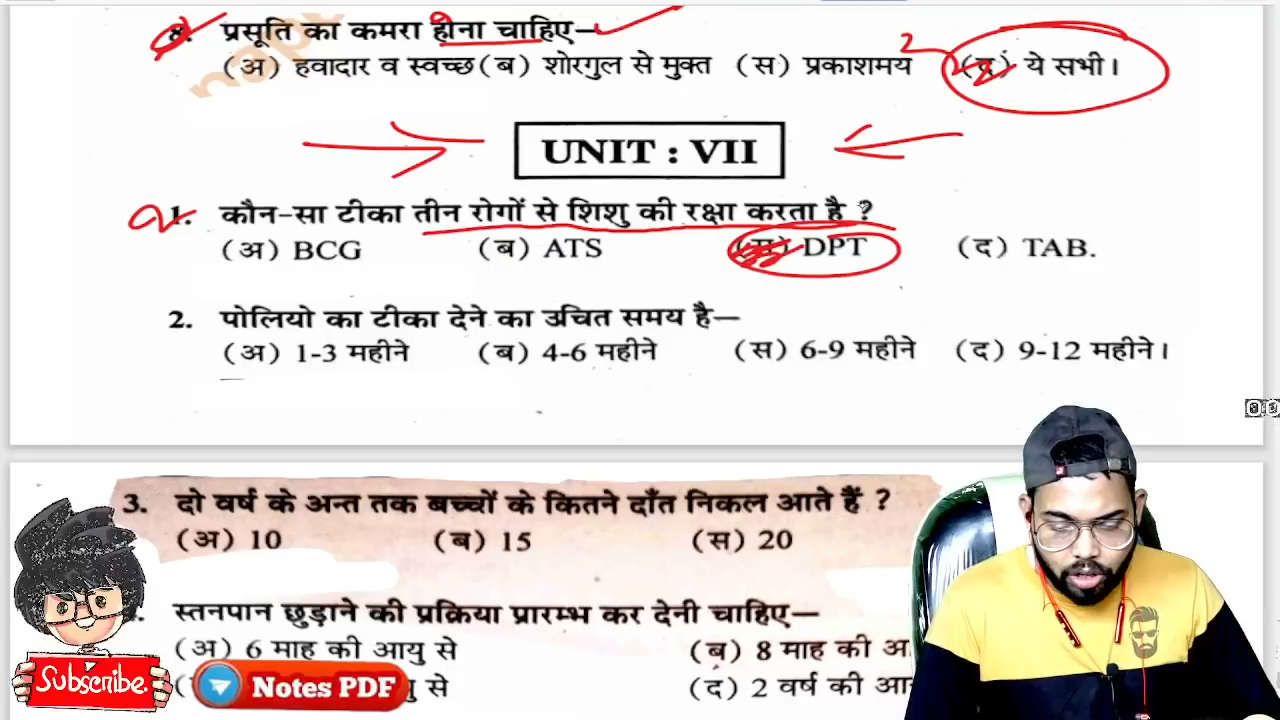 8. प्रसूति का कमरा होना चाहिए—
(अ) हवादार व स्वच्छ (ब) शोरगुल से मुक्त (स) प्रकाशमय (द) ये सभी।
UNIT : VII
1. कौन-सा टीका तीन रोगों से शिशु की रक्षा करता है ?
(अ) BCG (ब) ATS (स) DPT (द) TAB.
2. पोलियो का टीका देने का उचित समय है—
(अ) 1-3 महीने (ब) 4-6 महीने (स) 6-9 महीने (द) 9-12 महीने।
3. दो वर्ष के अन्त तक बच्चों के कितने दाँत निकल आते हैं ?
(अ) 10 (ब) 15 (स) 20
स्तनपान छुड़ाने की प्रक्रिया प्रारम्भ कर देनी चाहिए—
(अ) 6 माह की आयु से (ब) 8 माह की
से (द) 2 वर्ष की
Subscribe.
Notes PDF